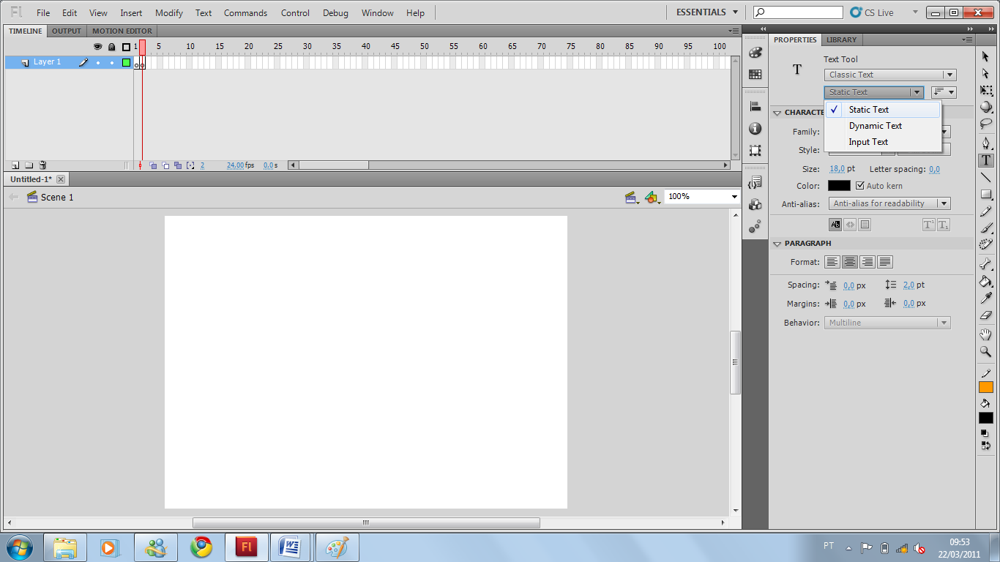 Fl File Edit View Insert Modify Text Commands Control Debug Window Help ESSENTIALS CS Live
TIMELINE OUTPUT MOTION EDITOR
1 5 10 15 20 25 30 35 40 45 50 55 60 65 70 75 80 85 90 95 100
Layer 1
2 24,00 fps 0,0 s
Untitled-1*
Scene 1 100%
PROPERTIES LIBRARY
Text Tool
T
Classic Text
Static Text
Static Text
Dynamic Text
Input Text
CHARACTE
Family:
Style:
Size: 18,0 pt Letter spacing: 0,0
Color: Auto kern
Anti-alias: Anti-alias for readability
PARAGRAPH
Format:
Spacing: 0,0 px 2,0 pt
Margins: 0,0 px 0,0 px
Behavior: Multiline
Fl W PT 09:53
22/03/2011